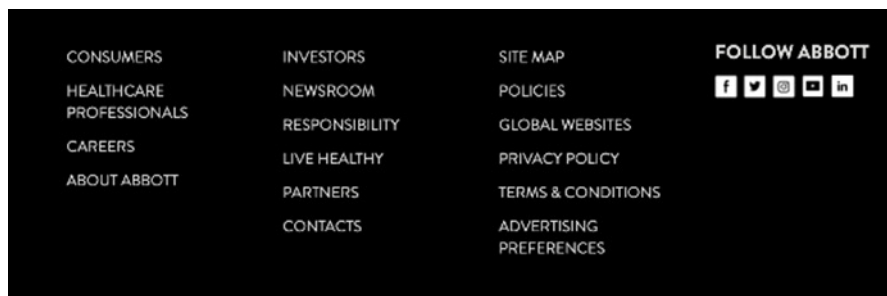 CONSUMERS
HEALTHCARE
PROFESSIONALS
CAREERS
ABOUT ABBOTT
INVESTORS
NEWSROOM
RESPONSIBILITY
LIVE HEALTHY
PARTNERS
CONTACTS
SITE MAP
POLICIES
GLOBAL WEBSITES
PRIVACY POLICY
TERMS & CONDITIONS
ADVERTISING
PREFERENCES
FOLLOW ABBOTT